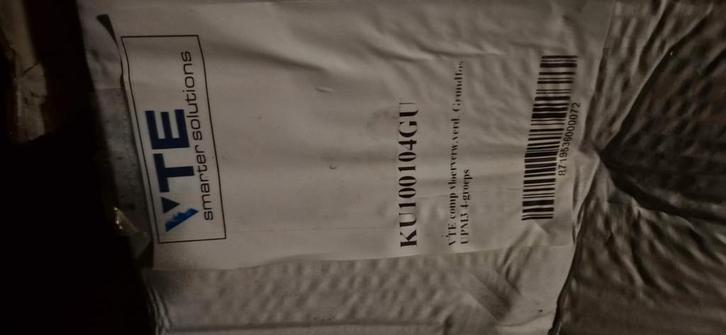 VTE
smarter solutions
KU100104GU
VTE comp vloerverw.verd. Grundfos
UPM3 4-groeps
8719536000072